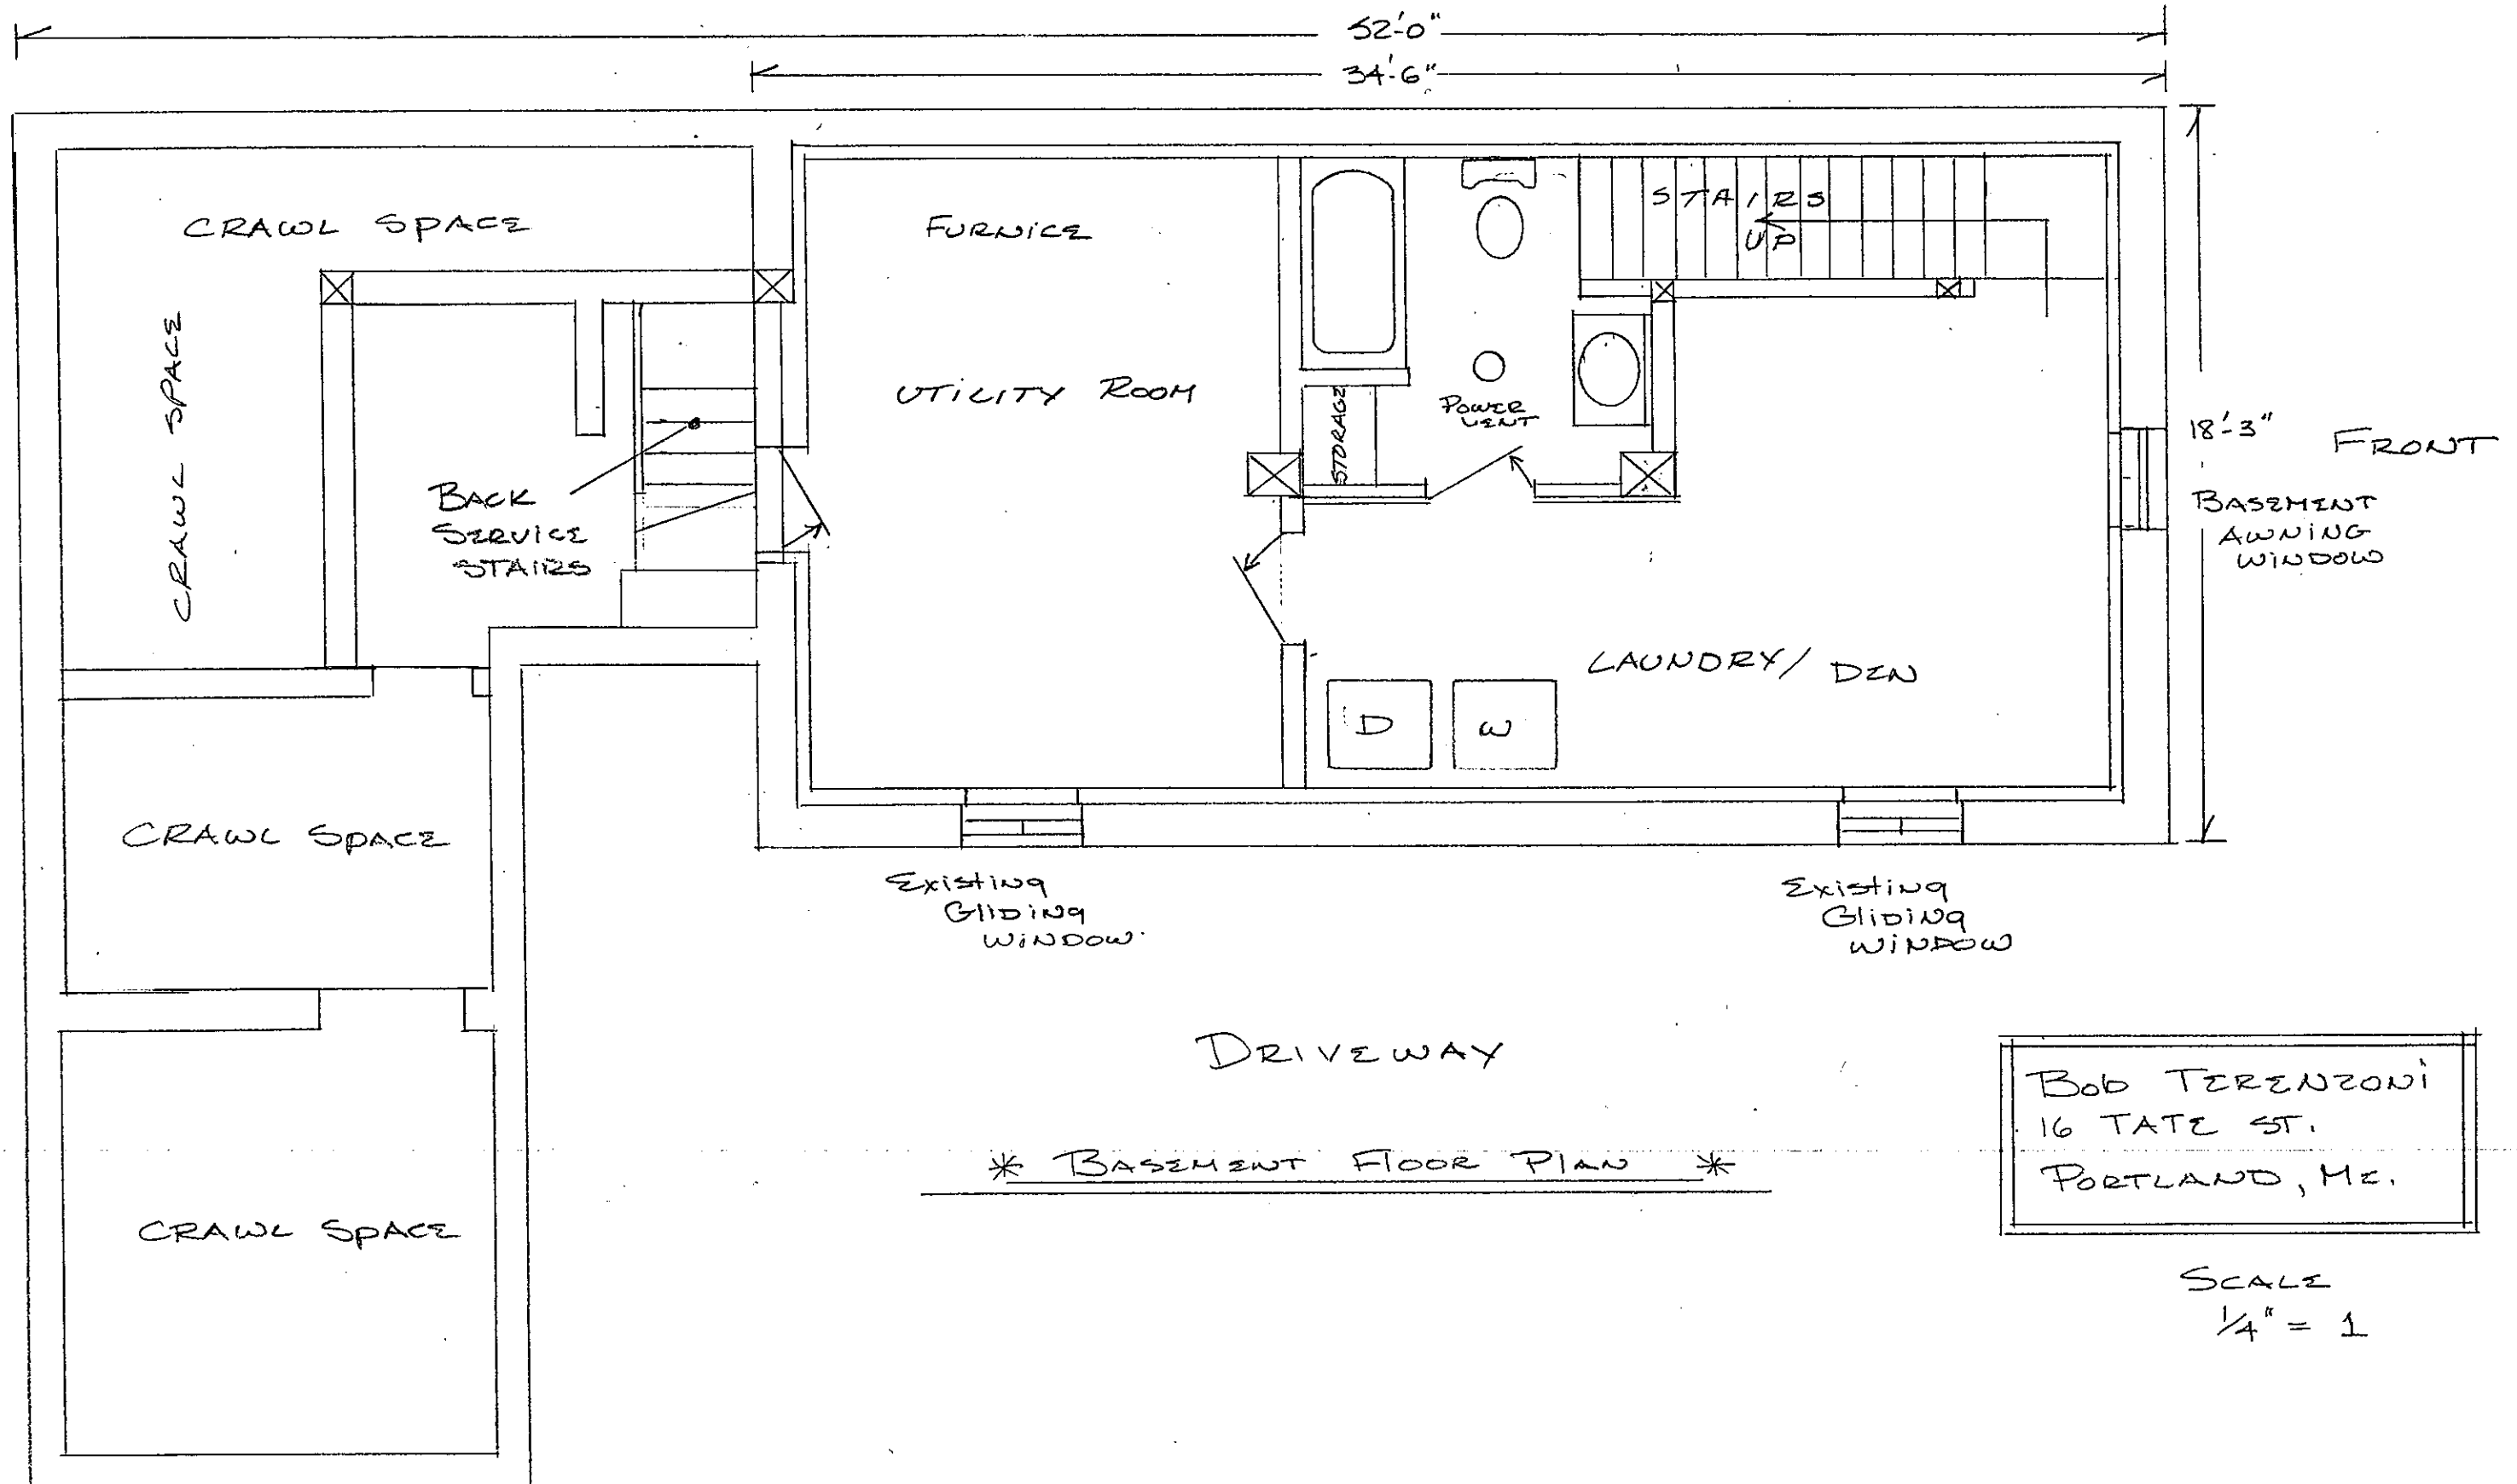 52'-0"
34'-6"
CRAWL SPACE
FURNICE
STAIRS
UP
CRAWL SPACE
UTILITY ROOM
STORAGE
POWER
VENT
18'-3"
FRONT
BACK
SERVICE
STAIRS
BASEMENT
AWNING
WINDOW
LAUNDRY/ DEN
D
W
CRAWL SPACE
Existing
GliDiNg
WiNDOW
Existing
GliDiNg
WiNDOW
DRIVEWAY
* BASEMENT FLOOR PLAN *
Bob TERENZONI
16 TATE ST.
PORTLAND, ME.
CRAWL SPACE
SCALE
1/4" = 1